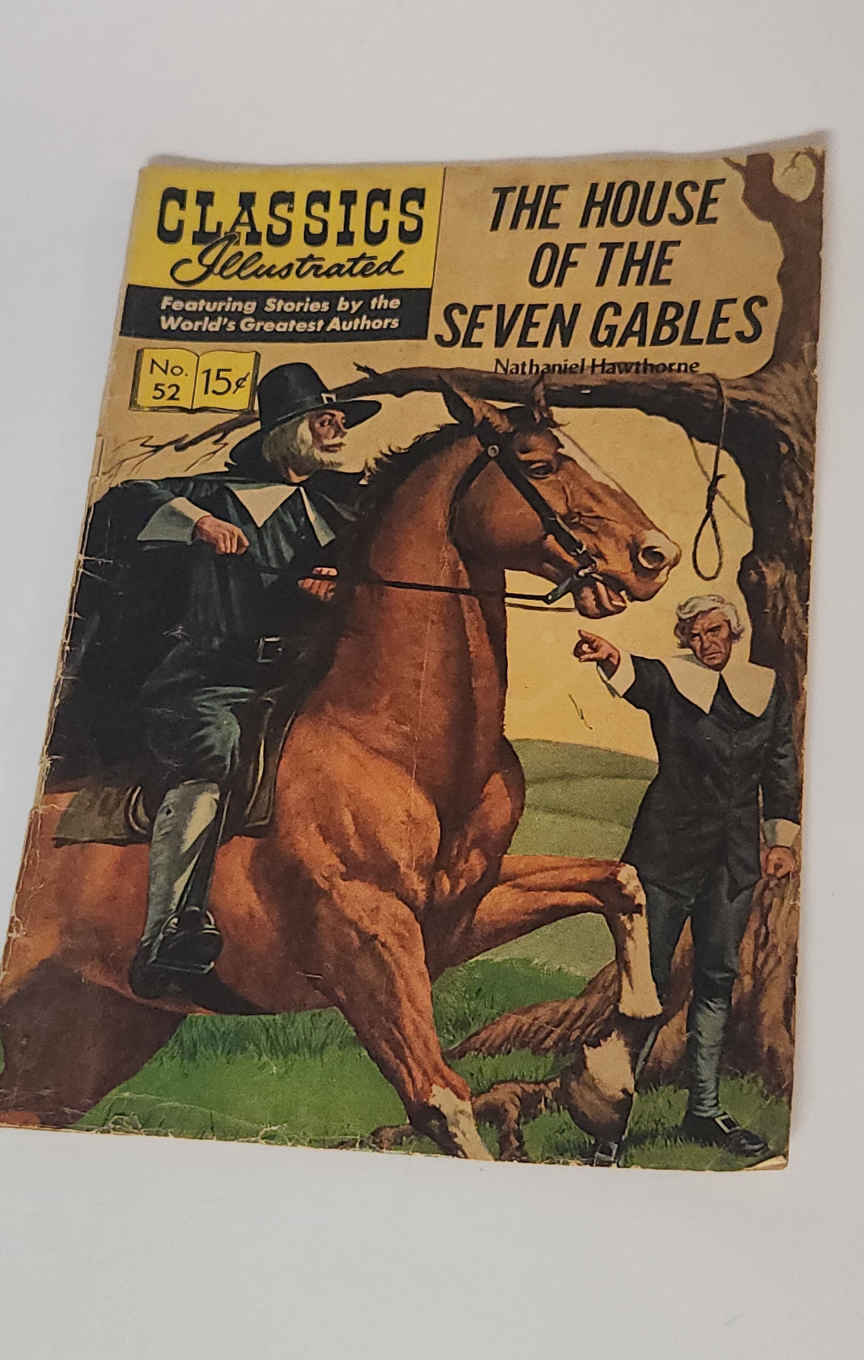 CLASSICS
Illustrated
Featuring Stories by the
World's Greatest Authors
No.
52
15¢
THE HOUSE
OF THE
SEVEN GABLES
Nathaniel Hawthorne